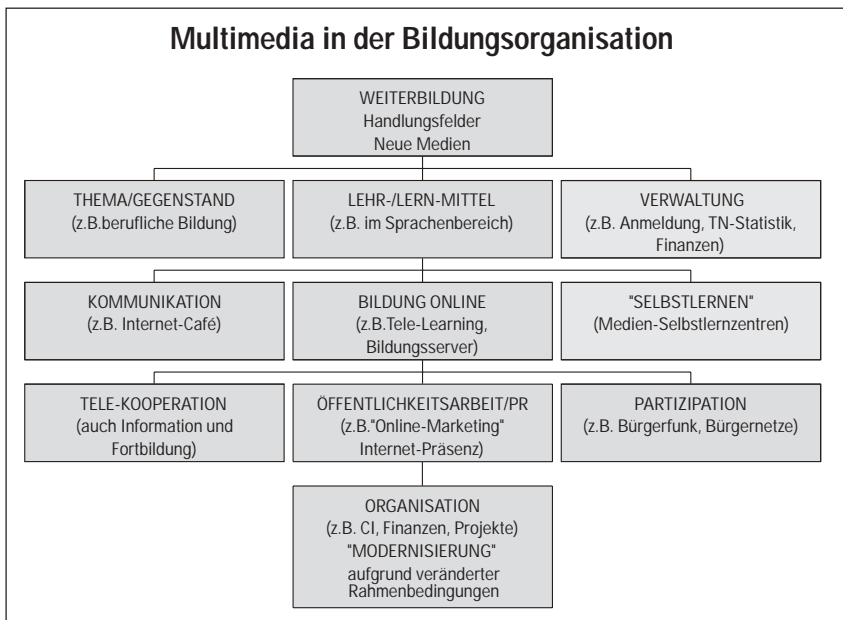 Multimedia in der Bildungsorganisation
WEITERBILDUNG
Handlungsfelder
Neue Medien
THEMA/GEGENSTAND
(z.B.berufliche Bildung)
LEHR-/LERN-MITTEL
(z.B. im Sprachenbereich)
VERWALTUNG
(z.B. Anmeldung, TN-Statistik,
Finanzen)
KOMMUNIKATION
(z.B. Internet-Café)
BILDUNG ONLINE
(z.B.Tele-Learning,
Bildungsserver)
"SELBSTLERNEN"
(Medien-Selbstlernzentren)
TELE-KOOPERATION
(auch Information und
Fortbildung)
ÖFFENTLICHKEITSARBEIT/PR
(z.B."Online-Marketing"
Internet-Präsenz)
PARTIZIPATION
(z.B. Bürgerfunk, Bürgernetze)
ORGANISATION
(z.B. CI, Finanzen, Projekte)
"MODERNISIERUNG"
aufgrund veränderter
Rahmenbedingungen